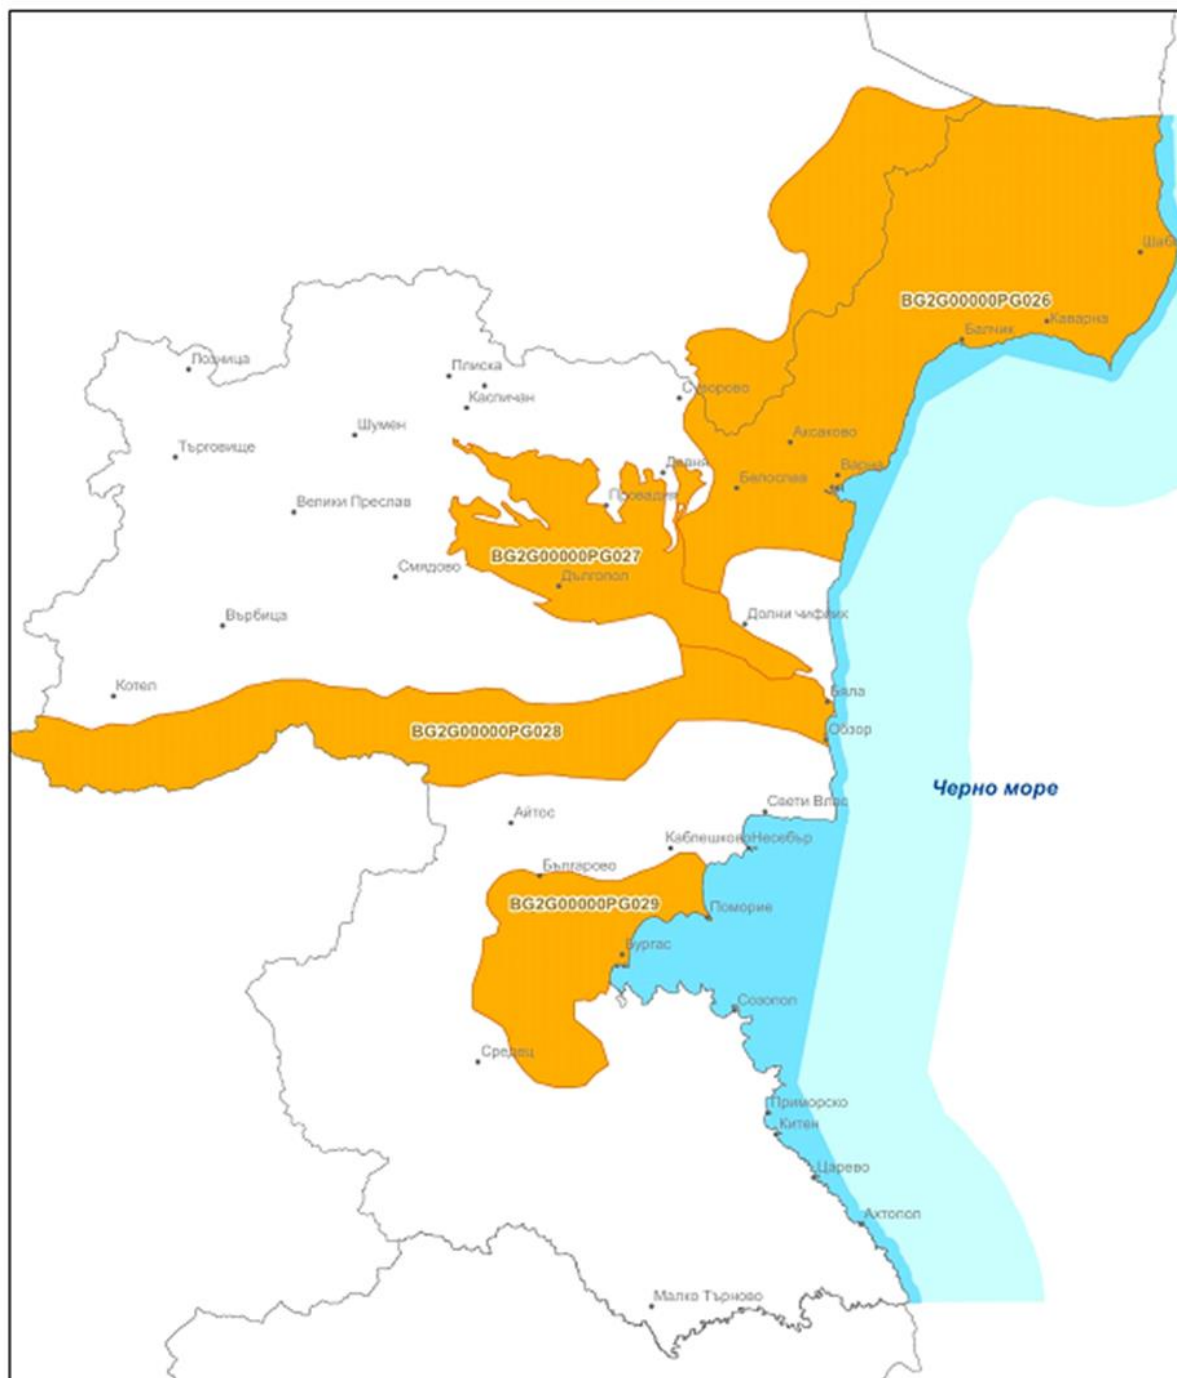 Шабл
BG2G00000PG026
Каварна
Балчик
Лозница
Плиска
Каспичан
Суворово
Шумен
Аксаково
Търговище
Девня
Варна
Белослав
Провадия
Велики Преслав
BG2G00000PG027
Смядово
Дългопол
Долни чифлик
Върбица
Котел
Бяла
BG2G00000PG028
Обзор
Черно море
Свети Влас
Айтос
Каблешково
Несебър
Българово
BG2G00000PG029
Поморие
Бургас
Созопол
Средец
Приморско
Китен
Царево
Ахтопол
Малко Търново